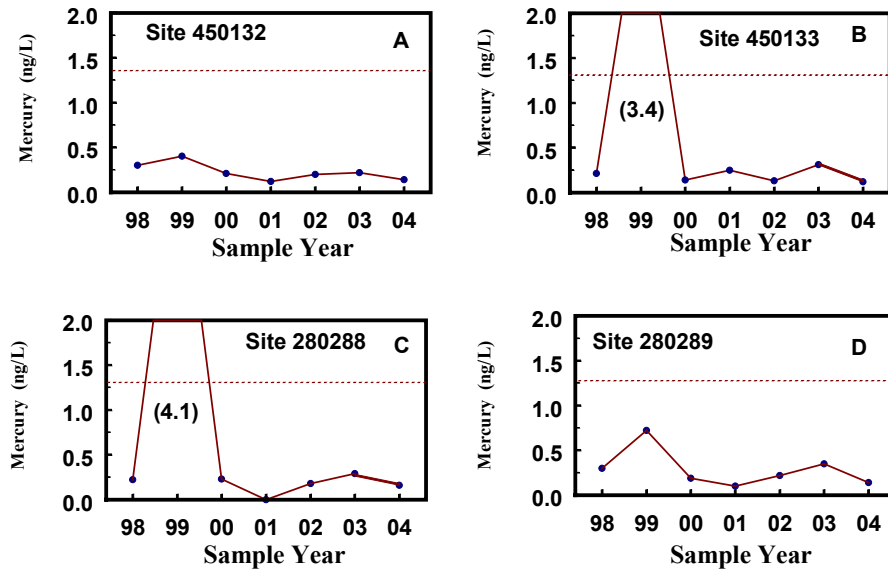 2.0
1.5
1.0
0.5
0.0
Mercury (ng/L)
Site 450132
A
98 99 00 01 02 03 04
Sample Year
2.0
1.5
1.0
0.5
0.0
Mercury (ng/L)
Site 450133
B
(3.4)
98 99 00 01 02 03 04
Sample Year
2.0
1.5
1.0
0.5
0.0
Mercury (ng/L)
Site 280288
C
(4.1)
98 99 00 01 02 03 04
Sample Year
2.0
1.5
1.0
0.5
0.0
Mercury (ng/L)
Site 280289
D
98 99 00 01 02 03 04
Sample Year